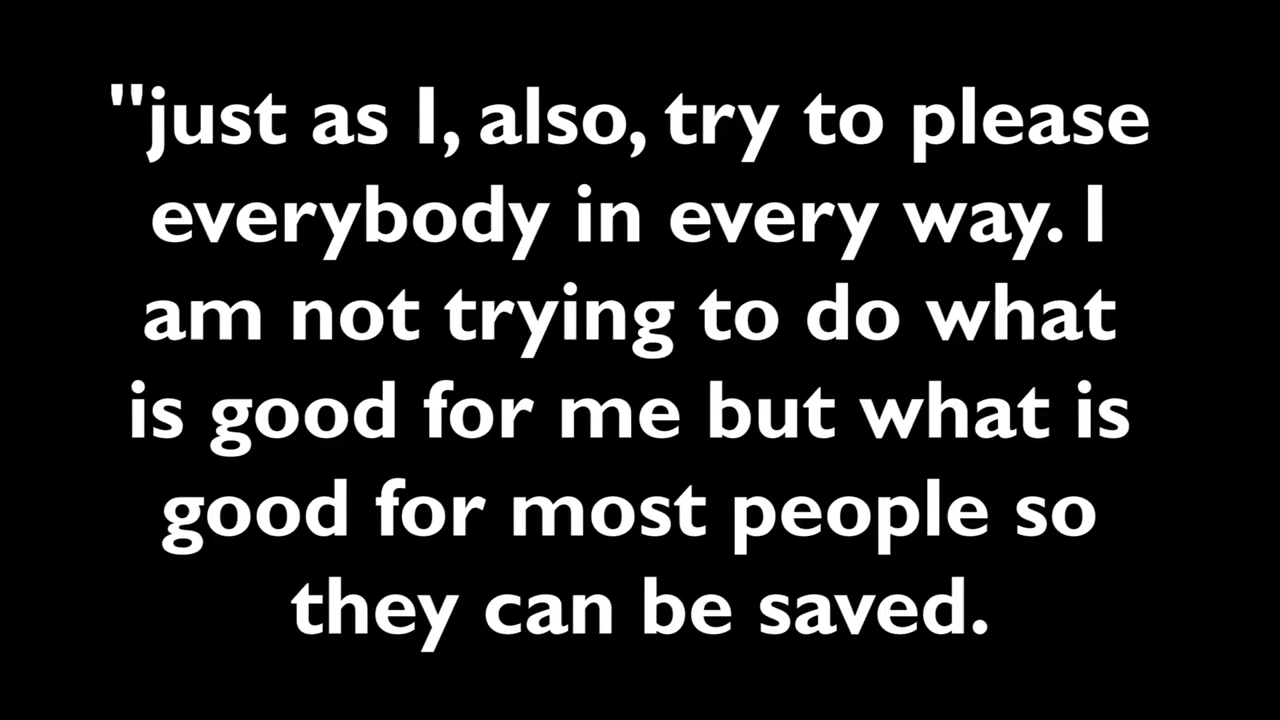 "just as I, also, try to please
everybody in every way. I
am not trying to do what
is good for me but what is
good for most people so
they can be saved.